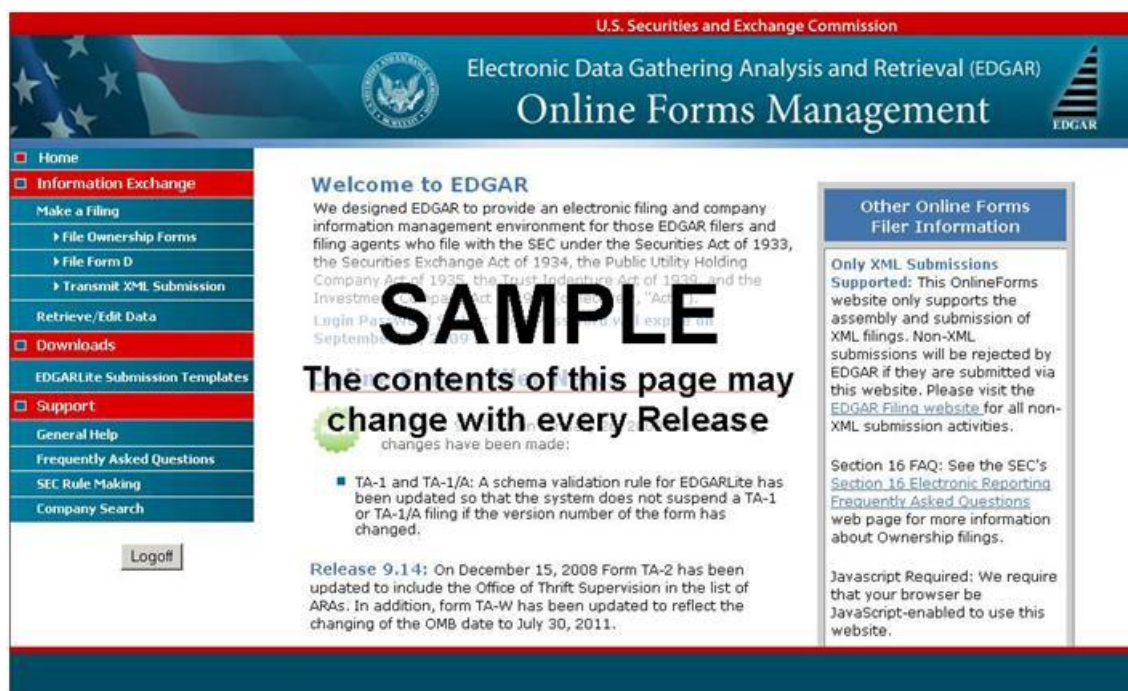 U.S. Securities and Exchange Commission
Electronic Data Gathering Analysis and Retrieval (EDGAR)
Online Forms Management
EDGAR
Home
Information Exchange
Make a Filing
File Ownership Forms
File Form D
Transmit XML Submission
Retrieve/Edit Data
Downloads
EDGARLite Submission Templates
Support
General Help
Frequently Asked Questions
SEC Rule Making
Company Search
Logoff
Welcome to EDGAR
We designed EDGAR to provide an electronic filing and company
information management environment for those EDGAR filers and
filing agents who file with the SEC under the Securities Act of 1933,
the Securities Exchange Act of 1934, the Public Utility Holding
Company Act of 1935, the Trust Indenture Act of 1939, and the
Investment Company Act
Login
September
SAMPLE
The contents of this page may
change with every Release
changes have been made:
TA-1 and TA-1/A: A schema validation rule for EDGARLite has
been updated so that the system does not suspend a TA-1
or TA-1/A filing if the version number of the form has
changed.
Release 9.14: On December 15, 2008 Form TA-2 has been
updated to include the Office of Thrift Supervision in the list of
ARAs. In addition, form TA-W has been updated to reflect the
changing of the OMB date to July 30, 2011.
Other Online Forms
Filer Information
Only XML Submissions
Supported: This OnlineForms
website only supports the
assembly and submission of
XML filings. Non-XML
submissions will be rejected by
EDGAR if they are submitted via
this website. Please visit the
EDGAR Filing website for all non-
XML submission activities.
Section 16 FAQ: See the SEC's
Section 16 Electronic Reporting
Frequently Asked Questions
web page for more information
about Ownership filings.
Javascript Required: We require
that your browser be
JavaScript-enabled to use this
website.